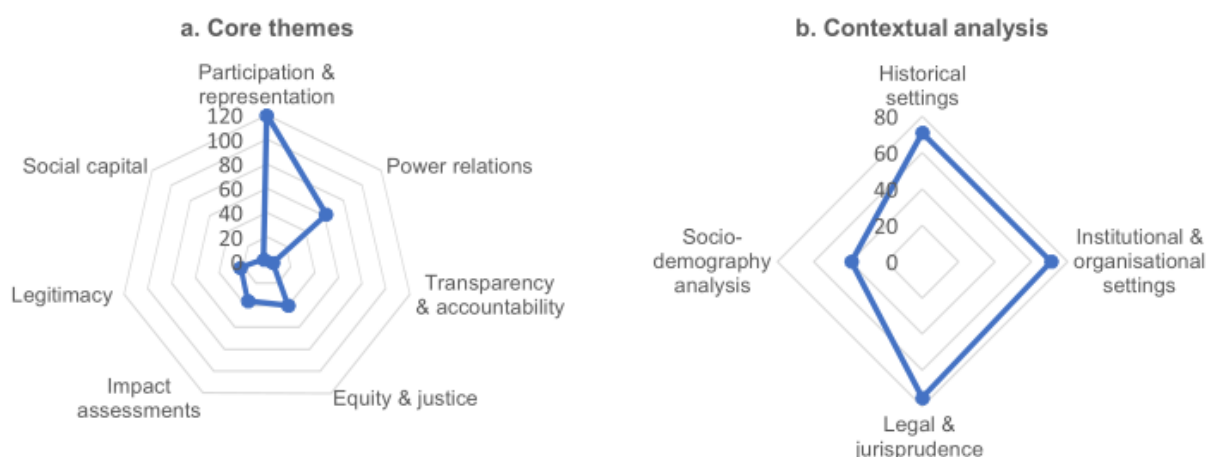 a. Core themes
Participation &
representation
120
100
80
60
40
20
0
Social capital
Power relations
Legitimacy
Transparency
& accountability
Impact
assessments
Equity & justice
b. Contextual analysis
Historical
settings
80
60
40
20
0
Socio-
demography
analysis
Institutional &
organisational
settings
Legal &
jurisprudence